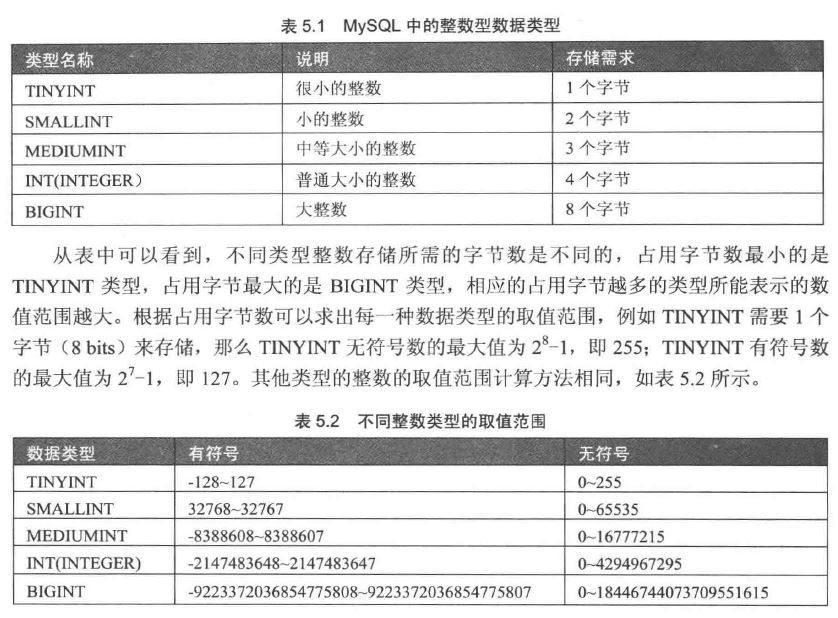 表 5.1 MySQL 中的整数型数据类型
类型名称 说明 存储需求
TINYINT 很小的整数 1 个字节
SMALLINT 小的整数 2 个字节
MEDIUMINT 中等大小的整数 3 个字节
INT(INTEGER） 普通大小的整数 4 个字节
BIGINT 大整数 8 个字节
从表中可以看到，不同类型整数存储所需的字节数是不同的，占用字节数最小的是
TINYINT 类型，占用字节最大的是 BIGINT 类型，相应的占用字节越多的类型所能表示的数
值范围越大。根据占用字节数可以求出每一种数据类型的取值范围，例如 TINYINT 需要 1 个
字节（8 bits）来存储，那么 TINYINT 无符号数的最大值为 2⁸-1，即 255；TINYINT 有符号数
的最大值为 2⁷-1，即 127。其他类型的整数的取值范围计算方法相同，如表 5.2 所示。
表 5.2 不同整数类型的取值范围
数据类型 有符号 无符号
TINYINT -128~127 0~255
SMALLINT 32768~32767 0~65535
MEDIUMINT -8388608~8388607 0~16777215
INT(INTEGER) -2147483648~2147483647 0~4294967295
BIGINT -9223372036854775808~9223372036854775807 0~18446744073709551615